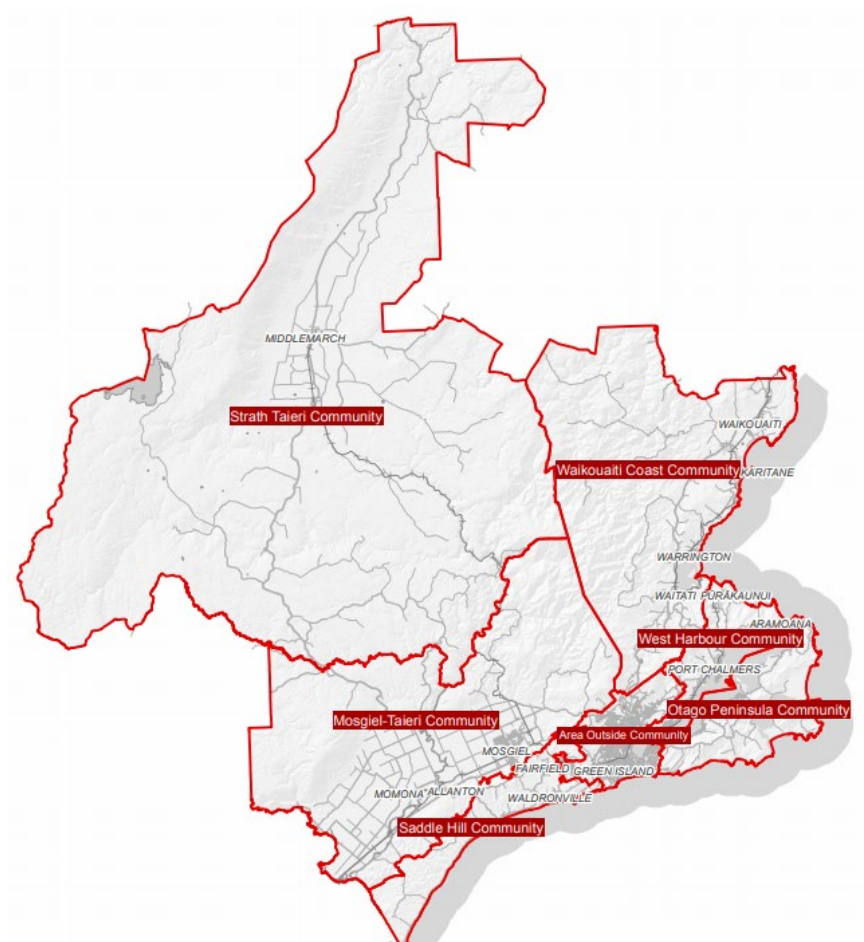 MIDDLEMARCH
Strath Taieri Community
WAIKOUAITI
Waikouaiti Coast Community
KARITANE
WARRINGTON
WAITATI
PURAKAUNUI
ARAMOANA
West Harbour Community
PORT CHALMERS
Otago Peninsula Community
Mosgiel-Taieri Community
Area Outside Community
MOSGIEL
FAIRFIELD
GREEN ISLAND
MOMONA
ALLANTON
WALDRONVILLE
Saddle Hill Community